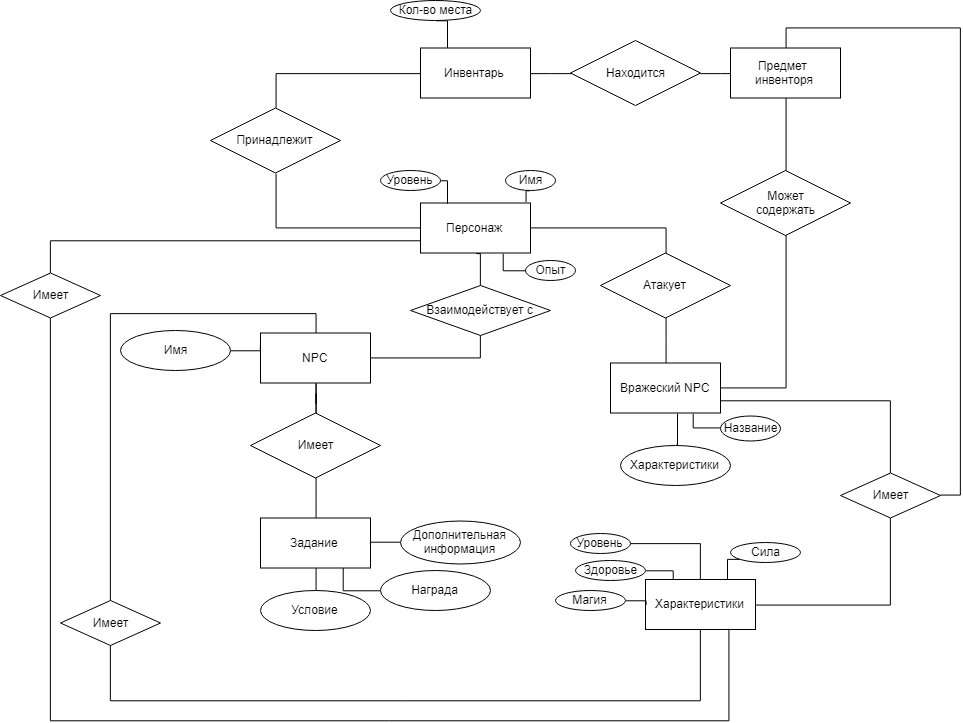 Кол-во места
Инвентарь
Находится
Предмет
инвенторя
Принадлежит
Уровень
Имя
Может
содержать
Персонаж
Опыт
Атакует
Имеет
Взаимодействует с
Имя
NPC
Вражеский NPC
Название
Имеет
Характеристики
Имеет
Задание
Дополнительная
информация
Уровень
Сила
Здоровье
Награда
Магия
Характеристики
Условие
Имеет